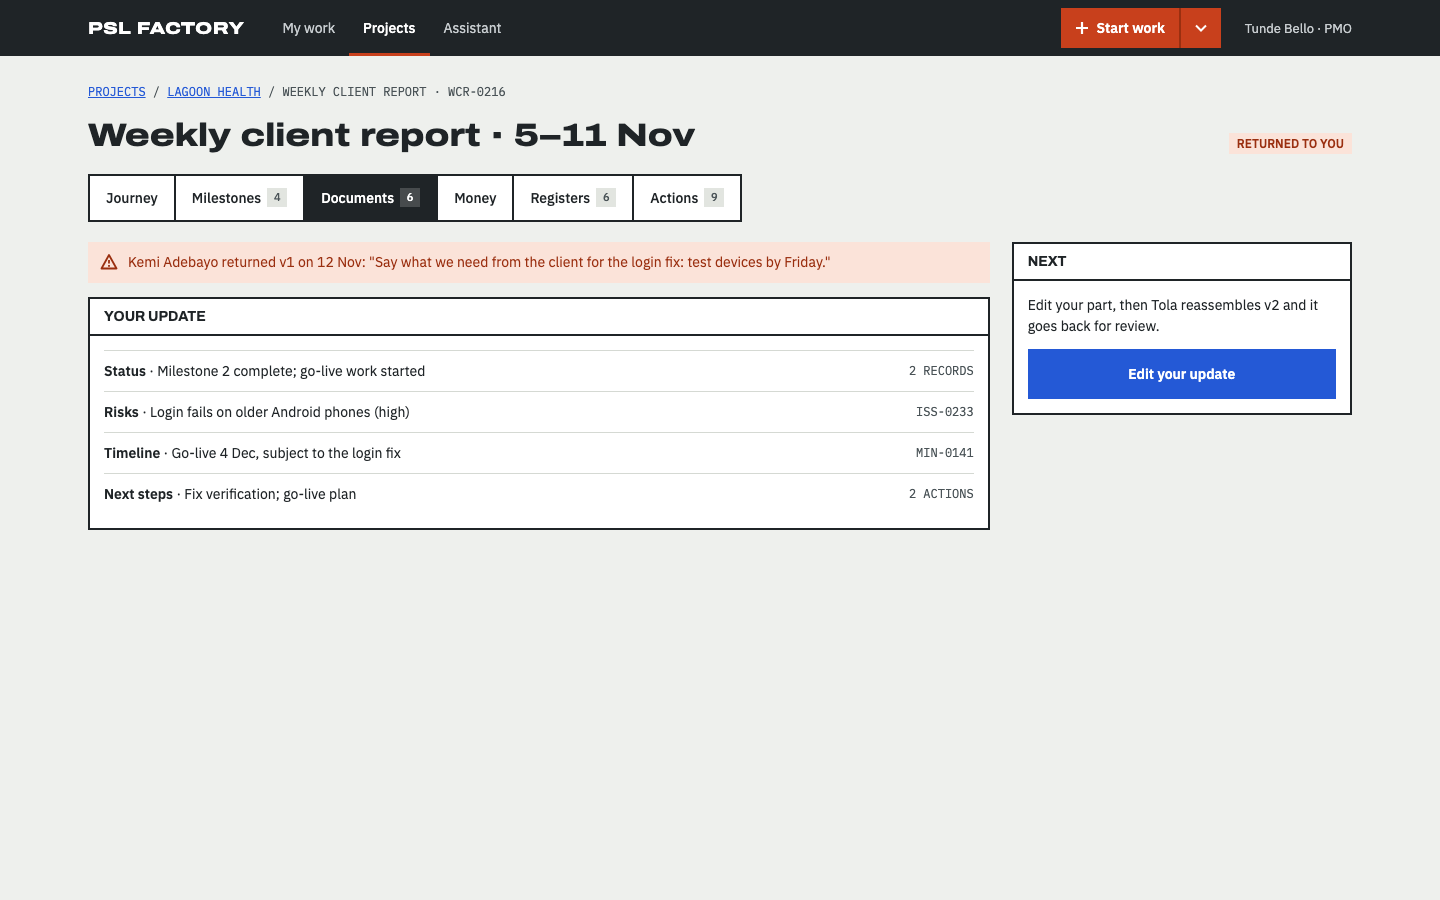 PSL FACTORY My work Projects Assistant + Start work Tunde Bello · PMO
PROJECTS / LAGOON HEALTH / WEEKLY CLIENT REPORT · WCR-0216
Weekly client report · 5–11 Nov
RETURNED TO YOU
Journey Milestones 4 Documents 6 Money Registers 6 Actions 9
Kemi Adebayo returned v1 on 12 Nov: "Say what we need from the client for the login fix: test devices by Friday."
YOUR UPDATE
Status · Milestone 2 complete; go-live work started 2 RECORDS
Risks · Login fails on older Android phones (high) ISS-0233
Timeline · Go-live 4 Dec, subject to the login fix MIN-0141
Next steps · Fix verification; go-live plan 2 ACTIONS
NEXT
Edit your part, then Tola reassembles v2 and it
goes back for review.
Edit your update